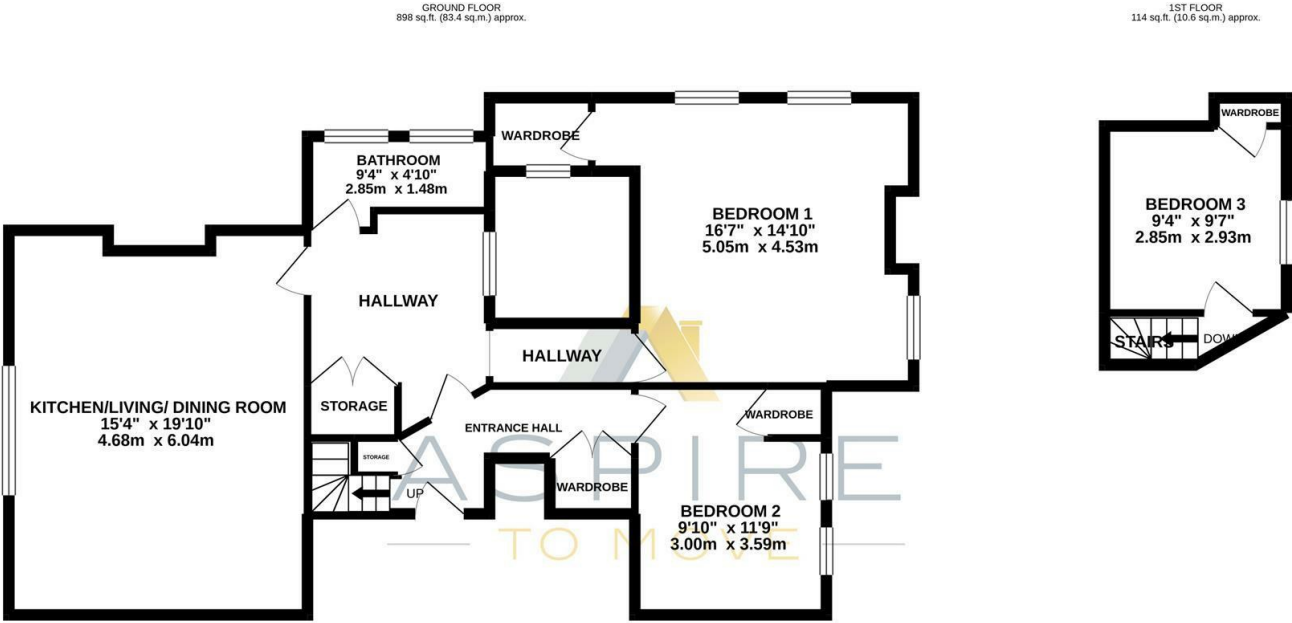 GROUND FLOOR
898 sq.ft. (83.4 sq.m.) approx.
1ST FLOOR
114 sq.ft. (10.6 sq.m.) approx.
WARDROBE
BATHROOM
9'4" x 4'10"
2.85m x 1.48m
BEDROOM 1
16'7" x 14'10"
5.05m x 4.53m
HALLWAY
HALLWAY
KITCHEN/LIVING/ DINING ROOM
15'4" x 19'10"
4.68m x 6.04m
STORAGE
STORAGE
UP
ENTRANCE HALL
WARDROBE
WARDROBE
BEDROOM 2
9'10" x 11'9"
3.00m x 3.59m
WARDROBE
BEDROOM 3
9'4" x 9'7"
2.85m x 2.93m
STAIRS
DOWN
ASPIRE
TO MOVE